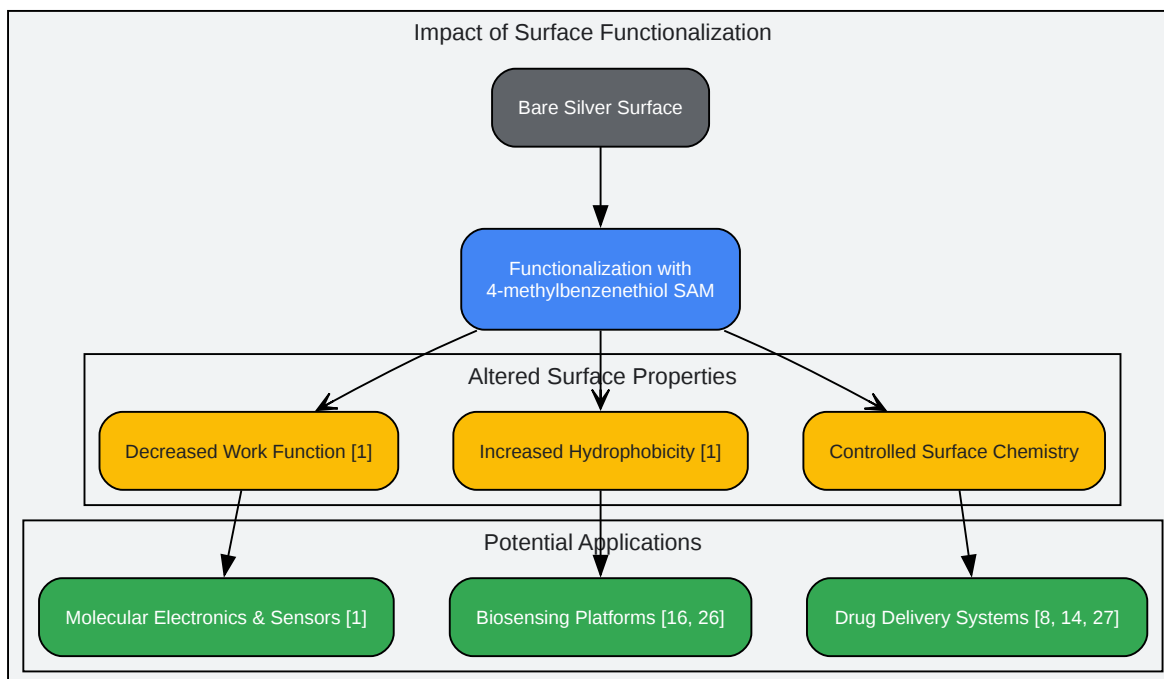 Impact of Surface Functionalization
Bare Silver Surface
Functionalization with
4-methylbenzenethiol SAM
Altered Surface Properties
Decreased Work Function [1]
Increased Hydrophobicity [1]
Controlled Surface Chemistry
Potential Applications
Molecular Electronics & Sensors [1]
Biosensing Platforms [16, 26]
Drug Delivery Systems [8, 14, 27]